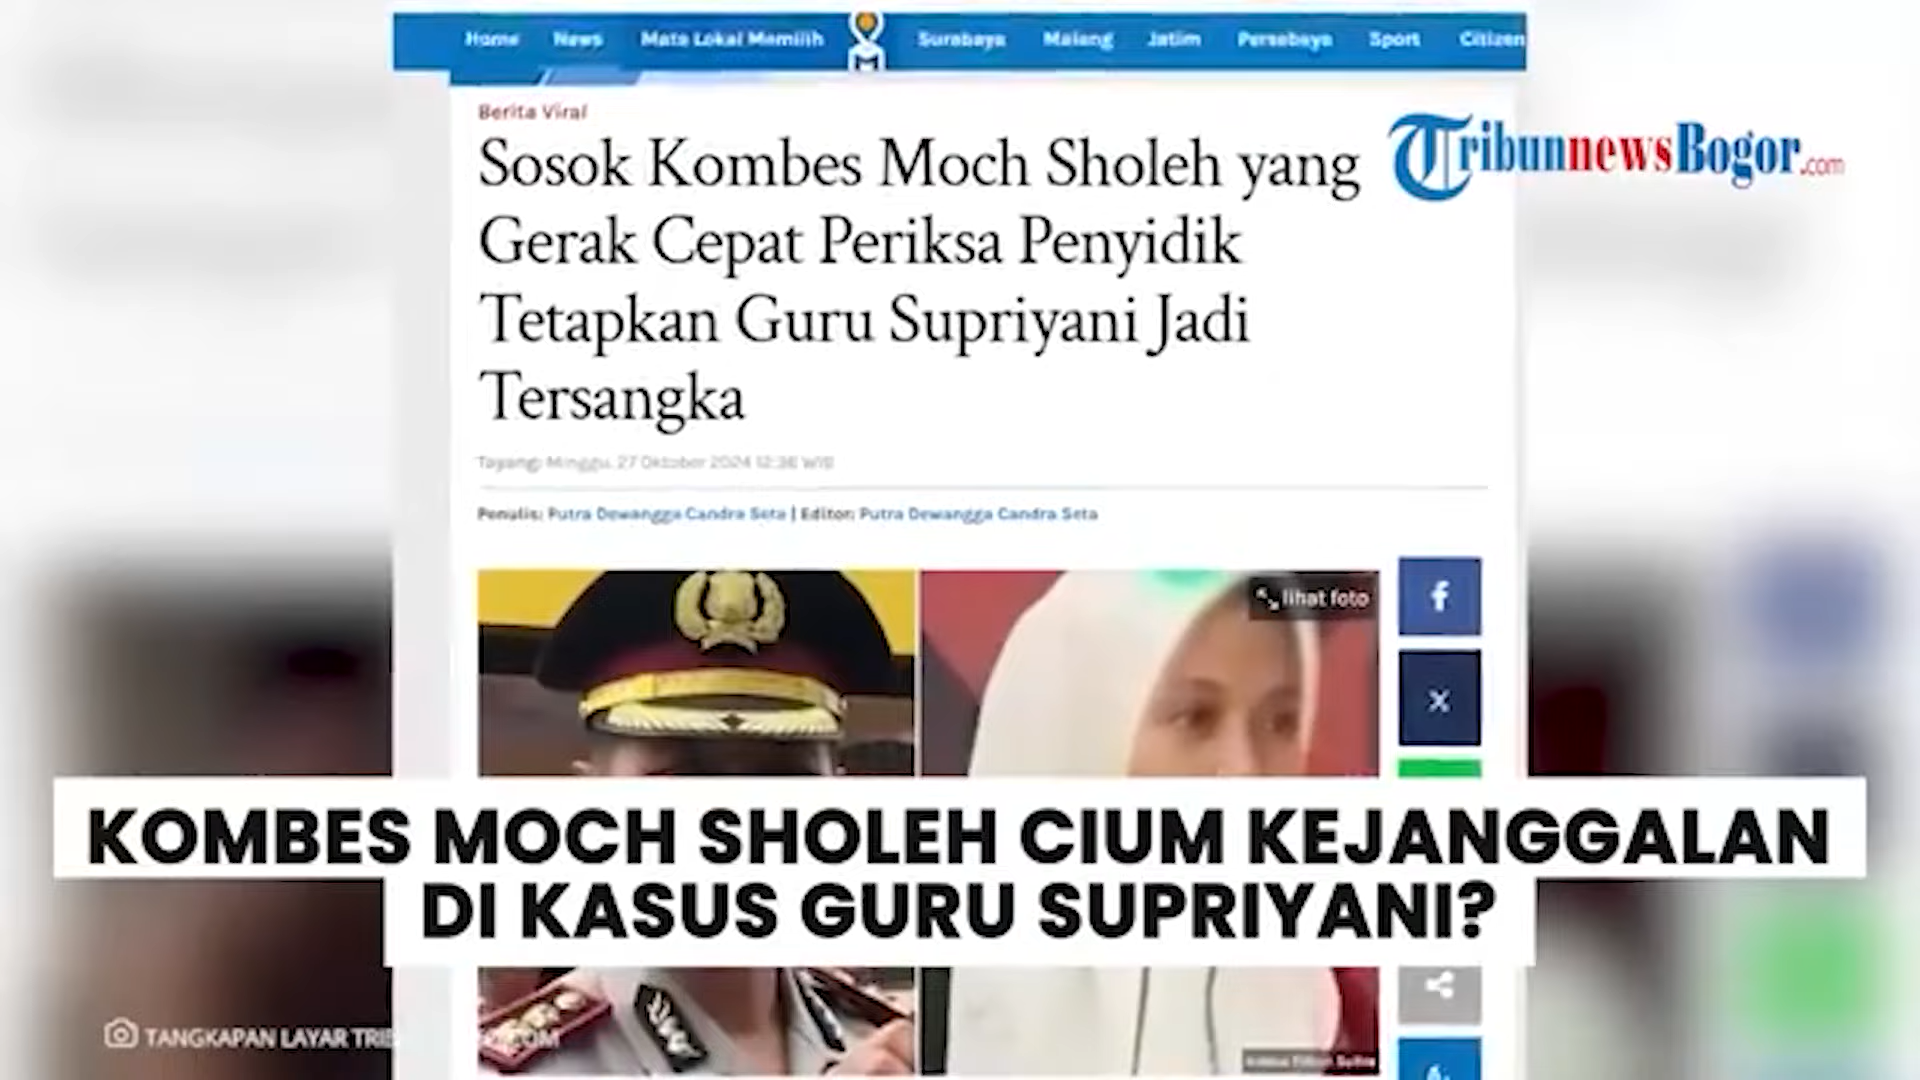 Home News Mata Lokal Memilih Surabaya Malang Jatim Persebaya Sport Citizen
Berita Viral
TribunnewsBogor.com
Sosok Kombes Moch Sholeh yang
Gerak Cepat Periksa Penyidik
Tetapkan Guru Supriyani Jadi
Tersangka
Tayang: Minggu, 27 Oktober 2024 12:36 WIB
Penulis: Putra Dewangga Candra Seta | Editor: Putra Dewangga Candra Seta
lihat foto
KOMBES MOCH SHOLEH CIUM KEJANGGALAN
DI KASUS GURU SUPRIYANI?
TANGKAPAN LAYAR